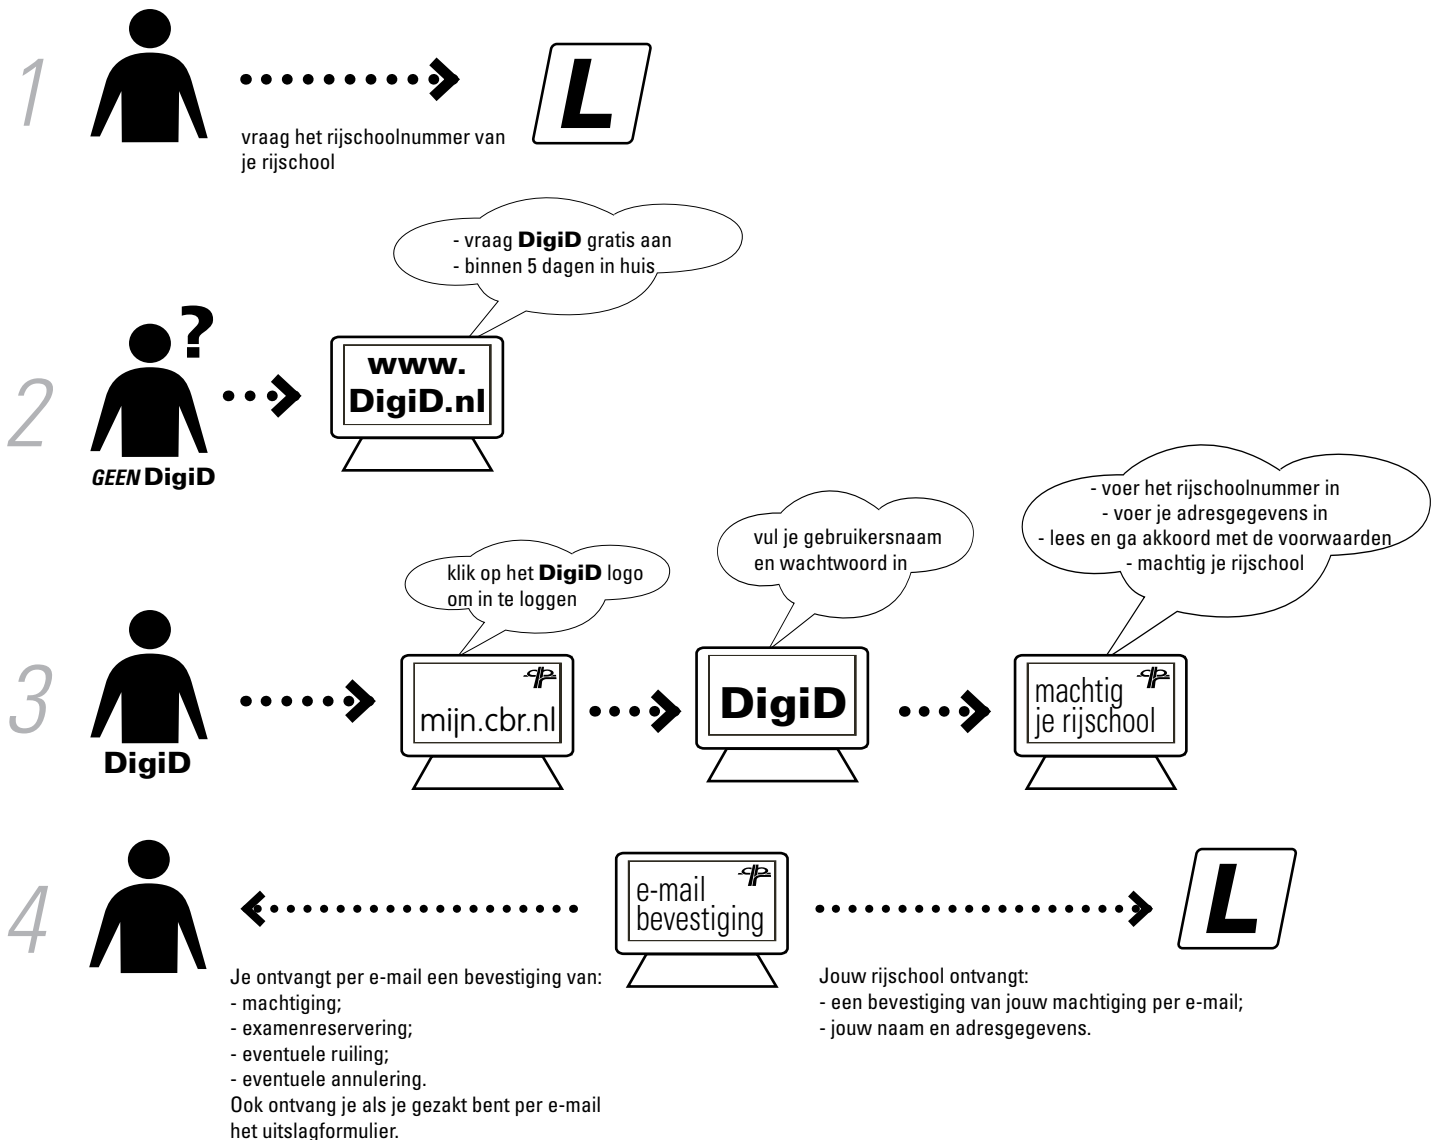 1
L
vraag het rijschoolnummer van
je rijschool
- vraag DigiD gratis aan
- binnen 5 dagen in huis
?
www.
DigiD.nl
2
GEEN DigiD
- voer het rijschoolnummer in
- voer je adresgegevens in
- lees en ga akkoord met de voorwaarden
- machtig je rijschool
vul je gebruikersnaam
en wachtwoord in
klik op het DigiD logo
om in te loggen
3
DigiD
mijn.cbr.nl
DigiD
machtig
je rijschool
4
e-mail
bevestiging
L
Je ontvangt per e-mail een bevestiging van:
- machtiging;
- examenreservering;
- eventuele ruiling;
- eventuele annulering.
Ook ontvang je als je gezakt bent per e-mail
het uitslagformulier.
Jouw rijschool ontvangt:
- een bevestiging van jouw machtiging per e-mail;
- jouw naam en adresgegevens.